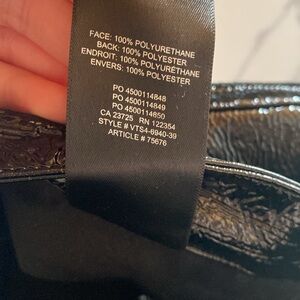 FACE: 100% POLYURETHANE
BACK: 100% POLYESTER
ENDROIT: 100% POLYURÉTHANE
ENVERS: 100% POLYESTER
PO 4500114848
PO 4500114849
PO 4500114850
CA 23725 RN 122354
STYLE # VTS4-6940-39
ARTICLE # 75676